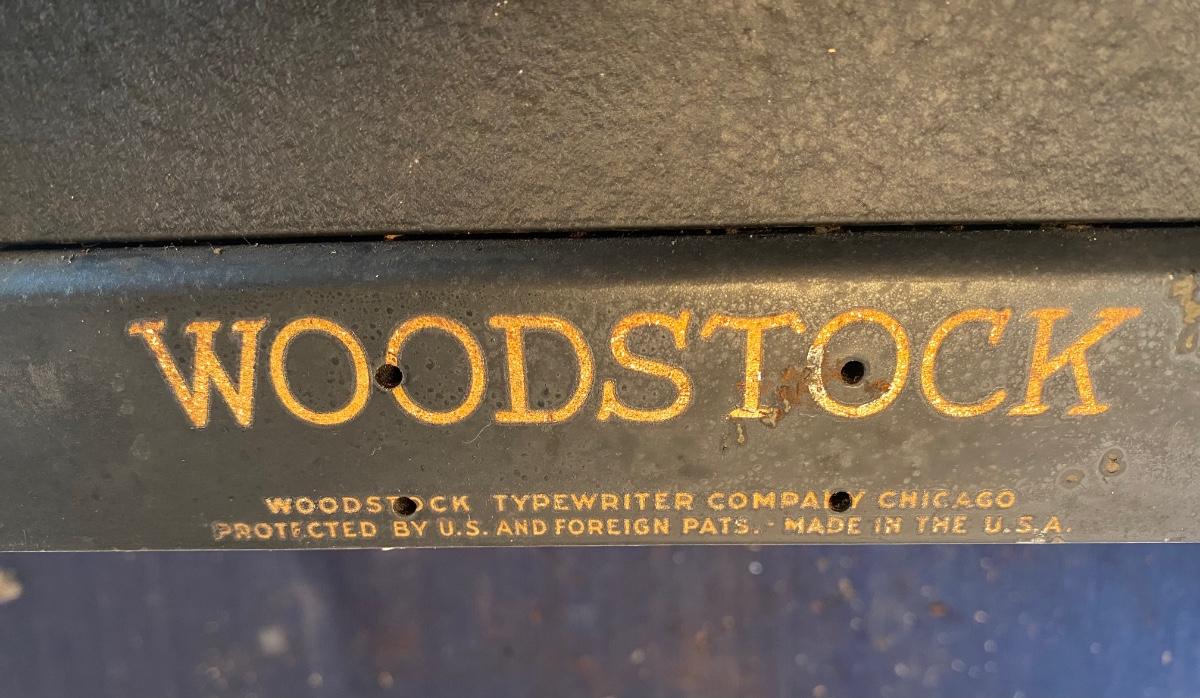 WOODSTOCK
WOODSTOCK TYPEWRITER COMPANY CHICAGO
PROTECTED BY U.S. AND FOREIGN PATS. - MADE IN THE U.S.A.